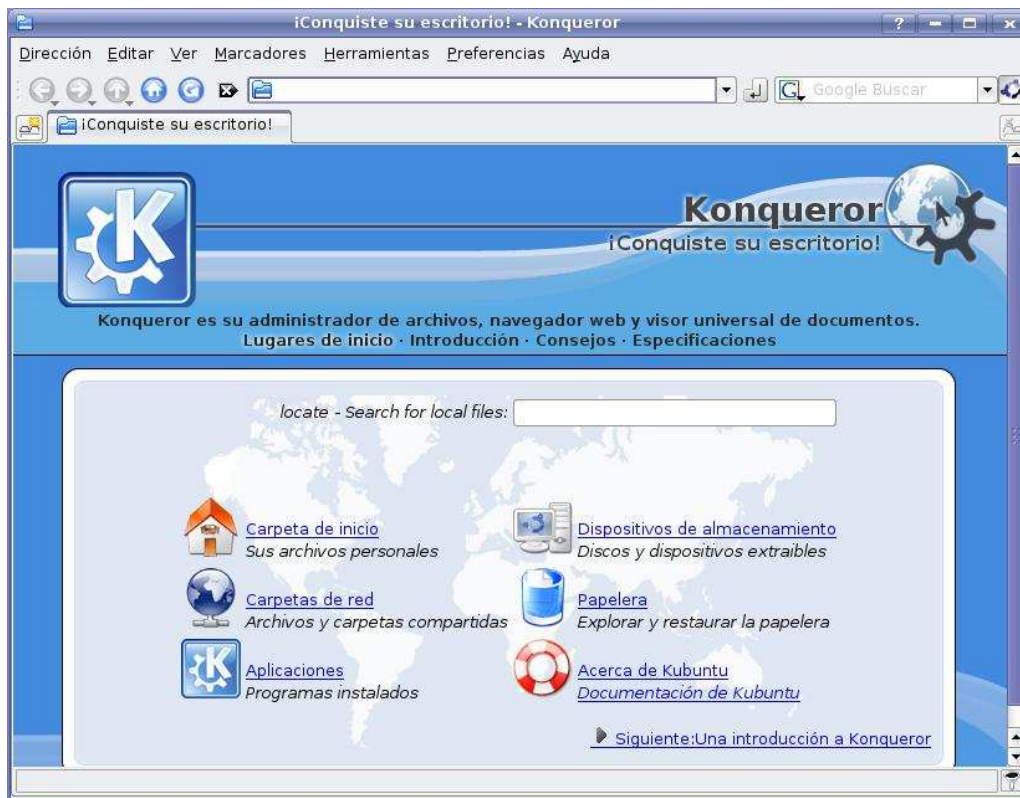 ¡Conquiste su escritorio! - Konqueror
Dirección Editar Ver Marcadores Herramientas Preferencias Ayuda
Google Buscar
¡Conquiste su escritorio!
Konqueror
¡Conquiste su escritorio!
Konqueror es su administrador de archivos, navegador web y visor universal de documentos.
Lugares de inicio · Introducción · Consejos · Especificaciones
locate - Search for local files:
Carpeta de inicio
Sus archivos personales
Dispositivos de almacenamiento
Discos y dispositivos extraibles
Carpetas de red
Archivos y carpetas compartidas
Papelera
Explorar y restaurar la papelera
Aplicaciones
Programas instalados
Acerca de Kubuntu
Documentación de Kubuntu
Siguiente:Una introducción a Konqueror